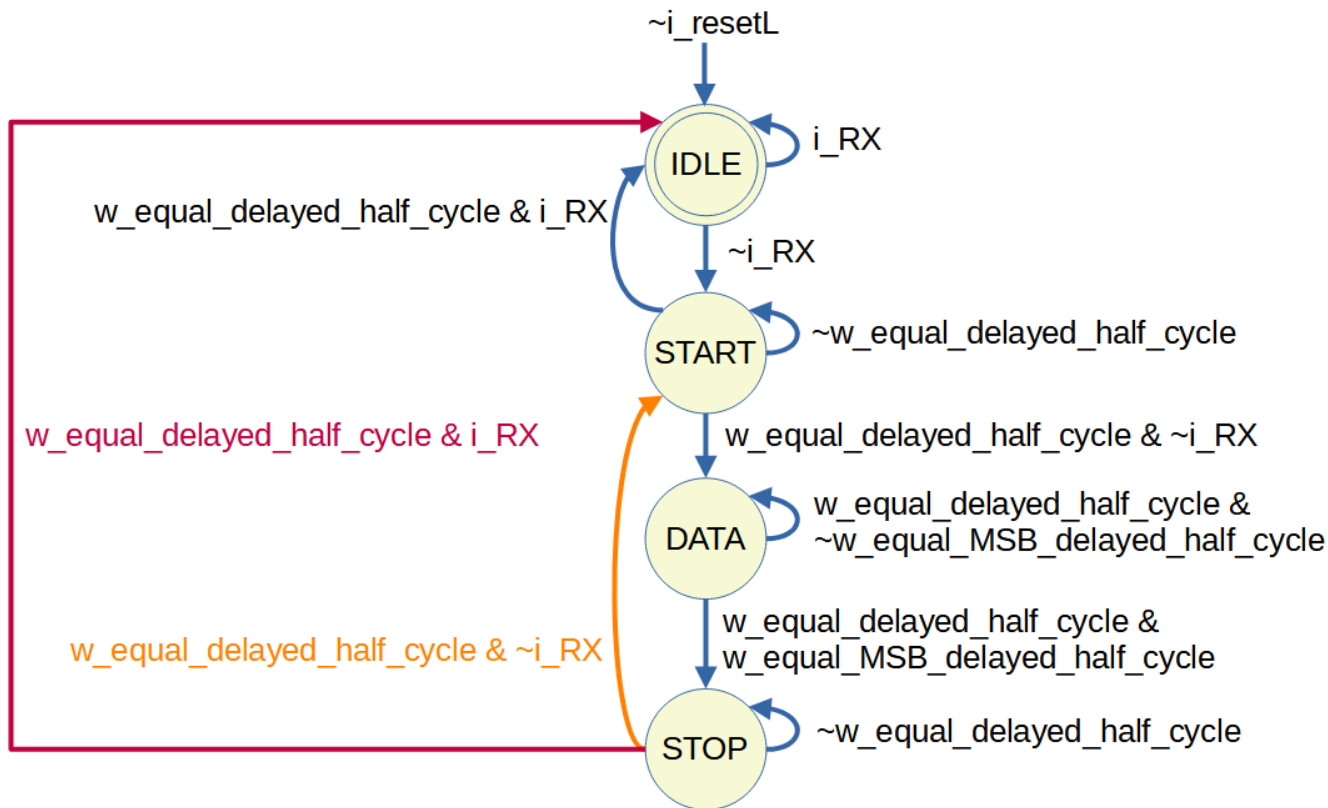 ~i_resetL
IDLE
i_RX
w_equal_delayed_half_cycle & i_RX
~i_RX
START
~w_equal_delayed_half_cycle
w_equal_delayed_half_cycle & i_RX
w_equal_delayed_half_cycle & ~i_RX
DATA
w_equal_delayed_half_cycle &
~w_equal_MSB_delayed_half_cycle
w_equal_delayed_half_cycle & ~i_RX
w_equal_delayed_half_cycle &
w_equal_MSB_delayed_half_cycle
STOP
~w_equal_delayed_half_cycle